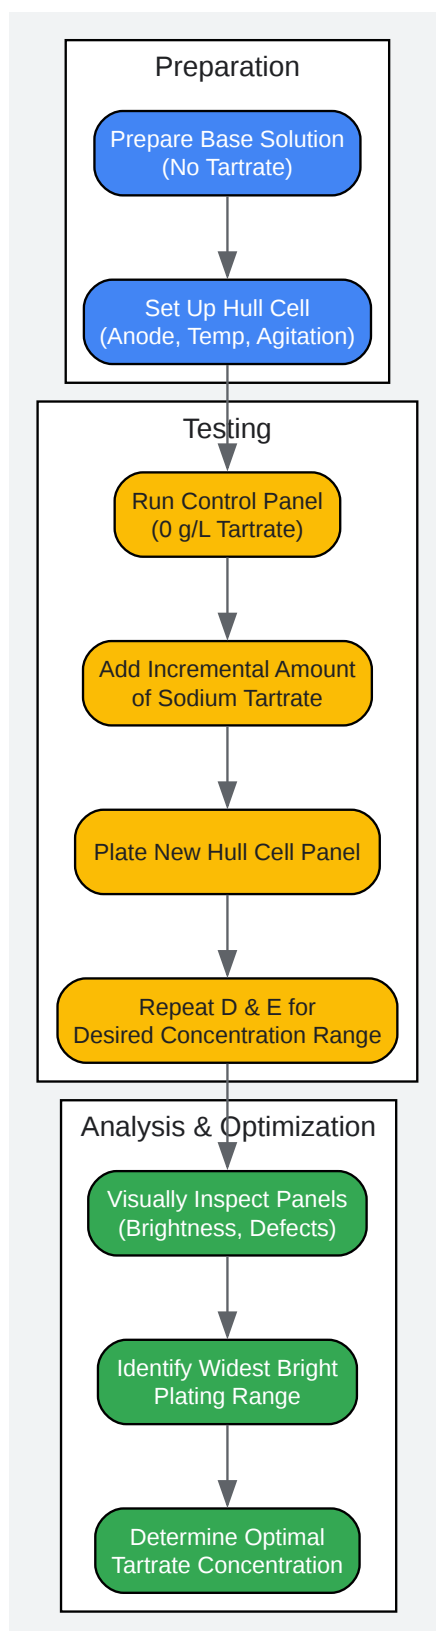 Preparation
Prepare Base Solution
(No Tartrate)
Set Up Hull Cell
(Anode, Temp, Agitation)
Testing
Run Control Panel
(0 g/L Tartrate)
Add Incremental Amount
of Sodium Tartrate
Plate New Hull Cell Panel
Repeat D & E for
Desired Concentration Range
Analysis & Optimization
Visually Inspect Panels
(Brightness, Defects)
Identify Widest Bright
Plating Range
Determine Optimal
Tartrate Concentration